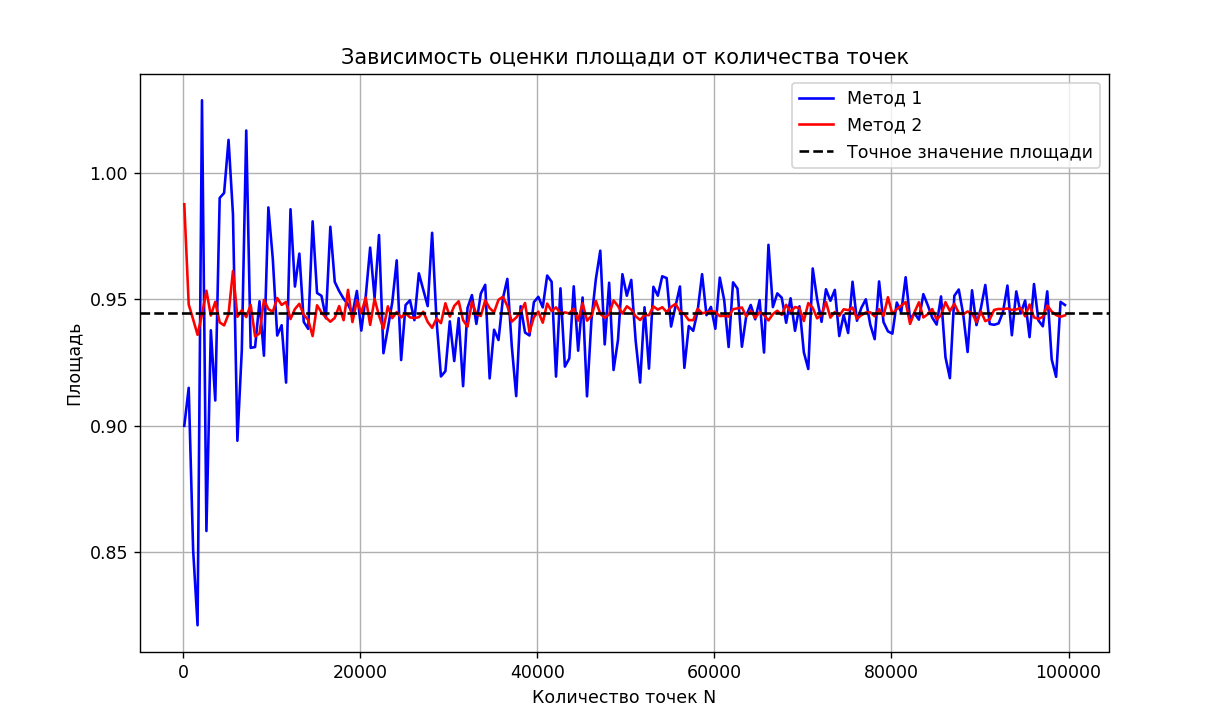 Зависимость оценки площади от количества точек
Метод 1
Метод 2
Точное значение площади
Площадь
1.00
0.95
0.90
0.85
0
20000
40000
60000
80000
100000
Количество точек N